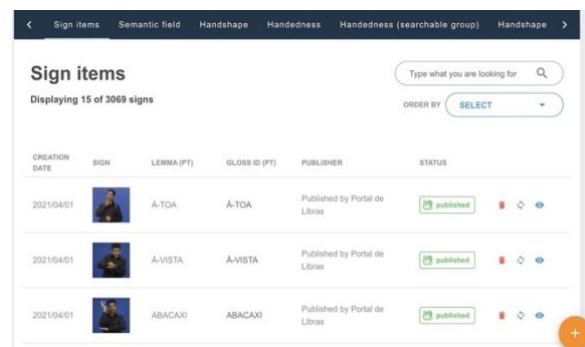 Sign items Semantic field Handshape Handedness Handedness (searchable group) Handshape
Sign items
Type what you are looking for
Displaying 15 of 3069 signs
ORDER BY SELECT
CREATION DATE SIGN LEMMA (PT) GLOSS ID (PT) PUBLISHER STATUS
2021/04/01 À-TOA À-TOA Published by Portal de Libras published
2021/04/01 À-VISTA À-VISTA Published by Portal de Libras published
2021/04/01 ABACAXI ABACAXI Published by Portal de Libras published